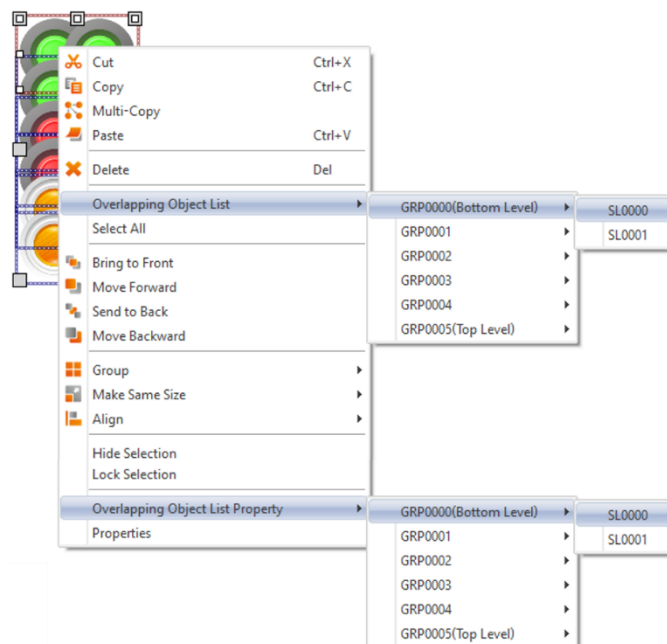 Cut Ctrl+X
Copy Ctrl+C
Multi-Copy
Paste Ctrl+V
Delete Del
Overlapping Object List
GRP0000(Bottom Level)
SL0000
Select All
GRP0001
SL0001
GRP0002
Bring to Front
GRP0003
Move Forward
GRP0004
Send to Back
GRP0005(Top Level)
Move Backward
Group
Make Same Size
Align
Hide Selection
Lock Selection
Overlapping Object List Property
GRP0000(Bottom Level)
SL0000
Properties
GRP0001
SL0001
GRP0002
GRP0003
GRP0004
GRP0005(Top Level)